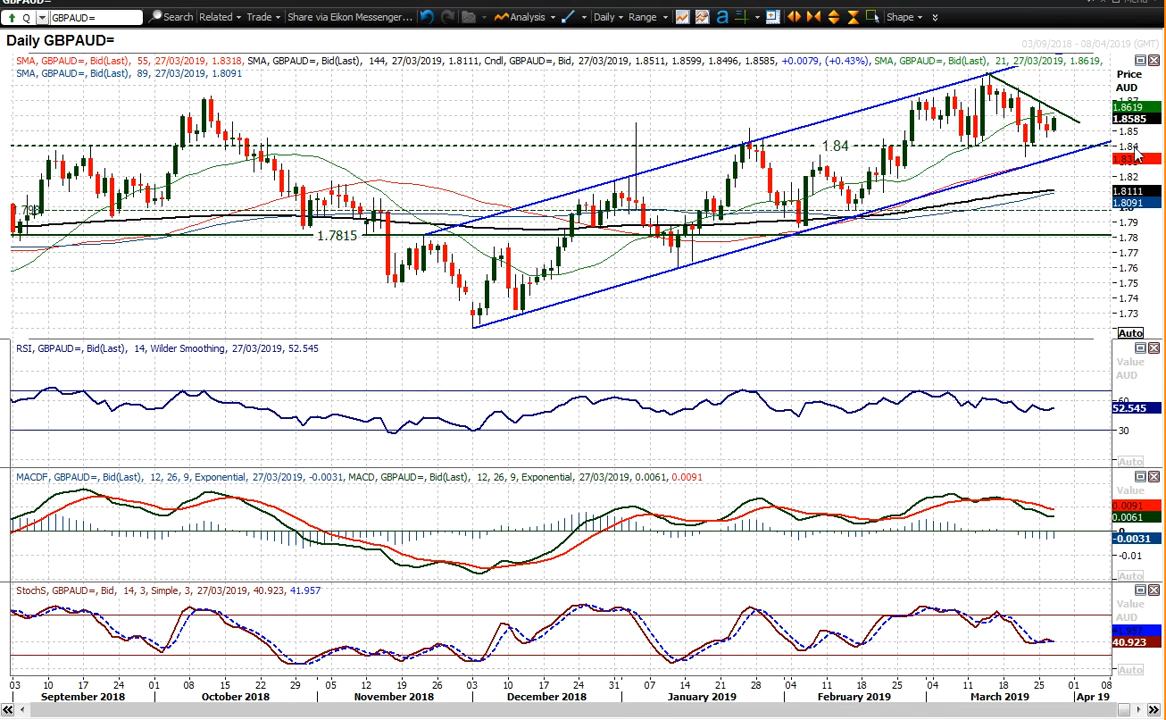 GBPAUD=
Q GBPAUD= Search Related Trade Share via Eikon Messenger... Analysis Daily Range a Shape
Daily GBPAUD=
03/09/2018 - 08/04/2019 (GMT)
SMA, GBPAUD=, Bid(Last), 55, 27/03/2019, 1.8318, SMA, GBPAUD=, Bid(Last), 144, 27/03/2019, 1.8111, Cndl, GBPAUD=, Bid, 27/03/2019, 1.8511, 1.8599, 1.8496, 1.8585, +0.0079, (+0.43%), SMA, GBPAUD=, Bid(Last), 21, 27/03/2019, 1.8619,
SMA, GBPAUD=, Bid(Last), 89, 27/03/2019, 1.8091
Price
AUD
1.8619
1.8585
1.85
1.84
1.84
1.82
1.8111
1.8091
1.79
1.7815
1.78
1.77
1.76
1.75
1.74
1.73
Auto
RSI, GBPAUD=, Bid(Last), 14, Wilder Smoothing, 27/03/2019, 52.545
Value
AUD
60
52.545
30
Auto
MACDF, GBPAUD=, Bid(Last), 12, 26, 9, Exponential, 27/03/2019, -0.0031, MACD, GBPAUD=, Bid(Last), 12, 26, 9, Exponential, 27/03/2019, 0.0061, 0.0091
Value
AUD
0.0091
0.0061
-0.0031
-0.01
Auto
StochS, GBPAUD=, Bid, 14, 3, Simple, 3, 27/03/2019, 40.923, 41.957
Value
AUD
41.957
40.923
Auto
03 10 17 24 01 08 15 22 29 05 12 19 26 03 10 17 24 31 07 14 21 28 04 11 18 25 04 11 18 25 01 08
September 2018 October 2018 November 2018 December 2018 January 2019 February 2019 March 2019 Apr 19